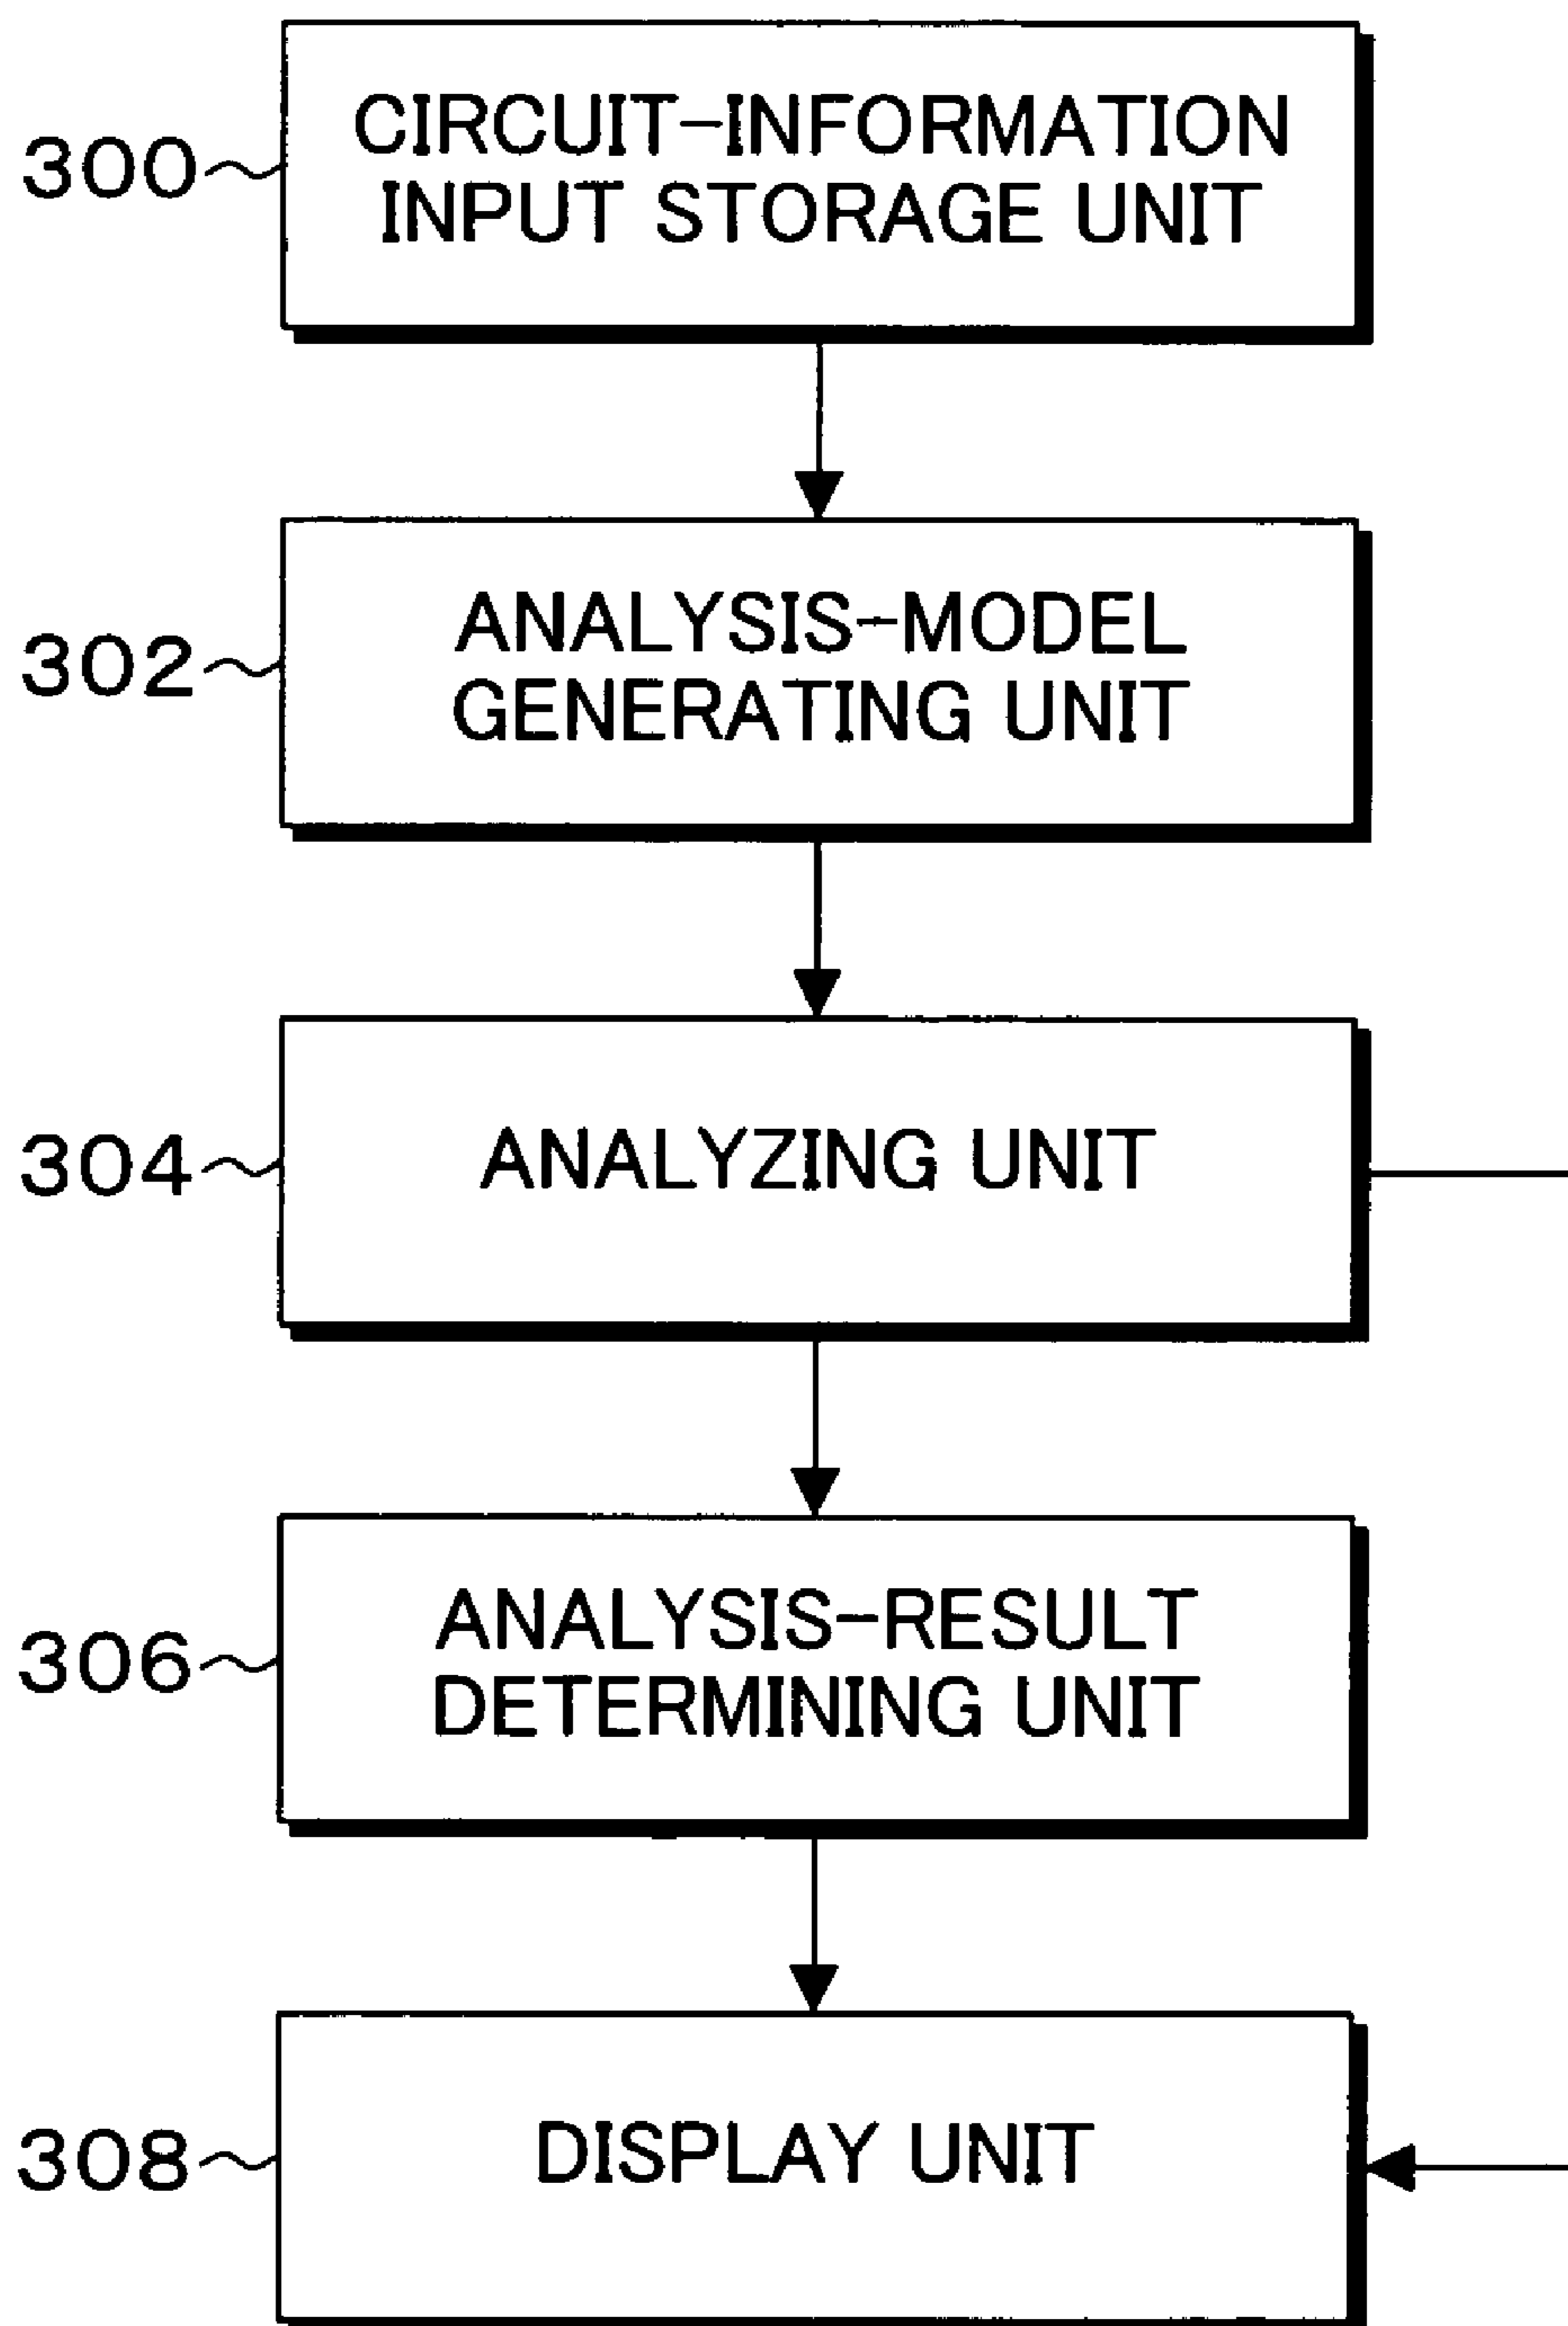 300
CIRCUIT-INFORMATION
INPUT STORAGE UNIT
302
ANALYSIS-MODEL
GENERATING UNIT
304
ANALYZING UNIT
306
ANALYSIS-RESULT
DETERMINING UNIT
308
DISPLAY UNIT